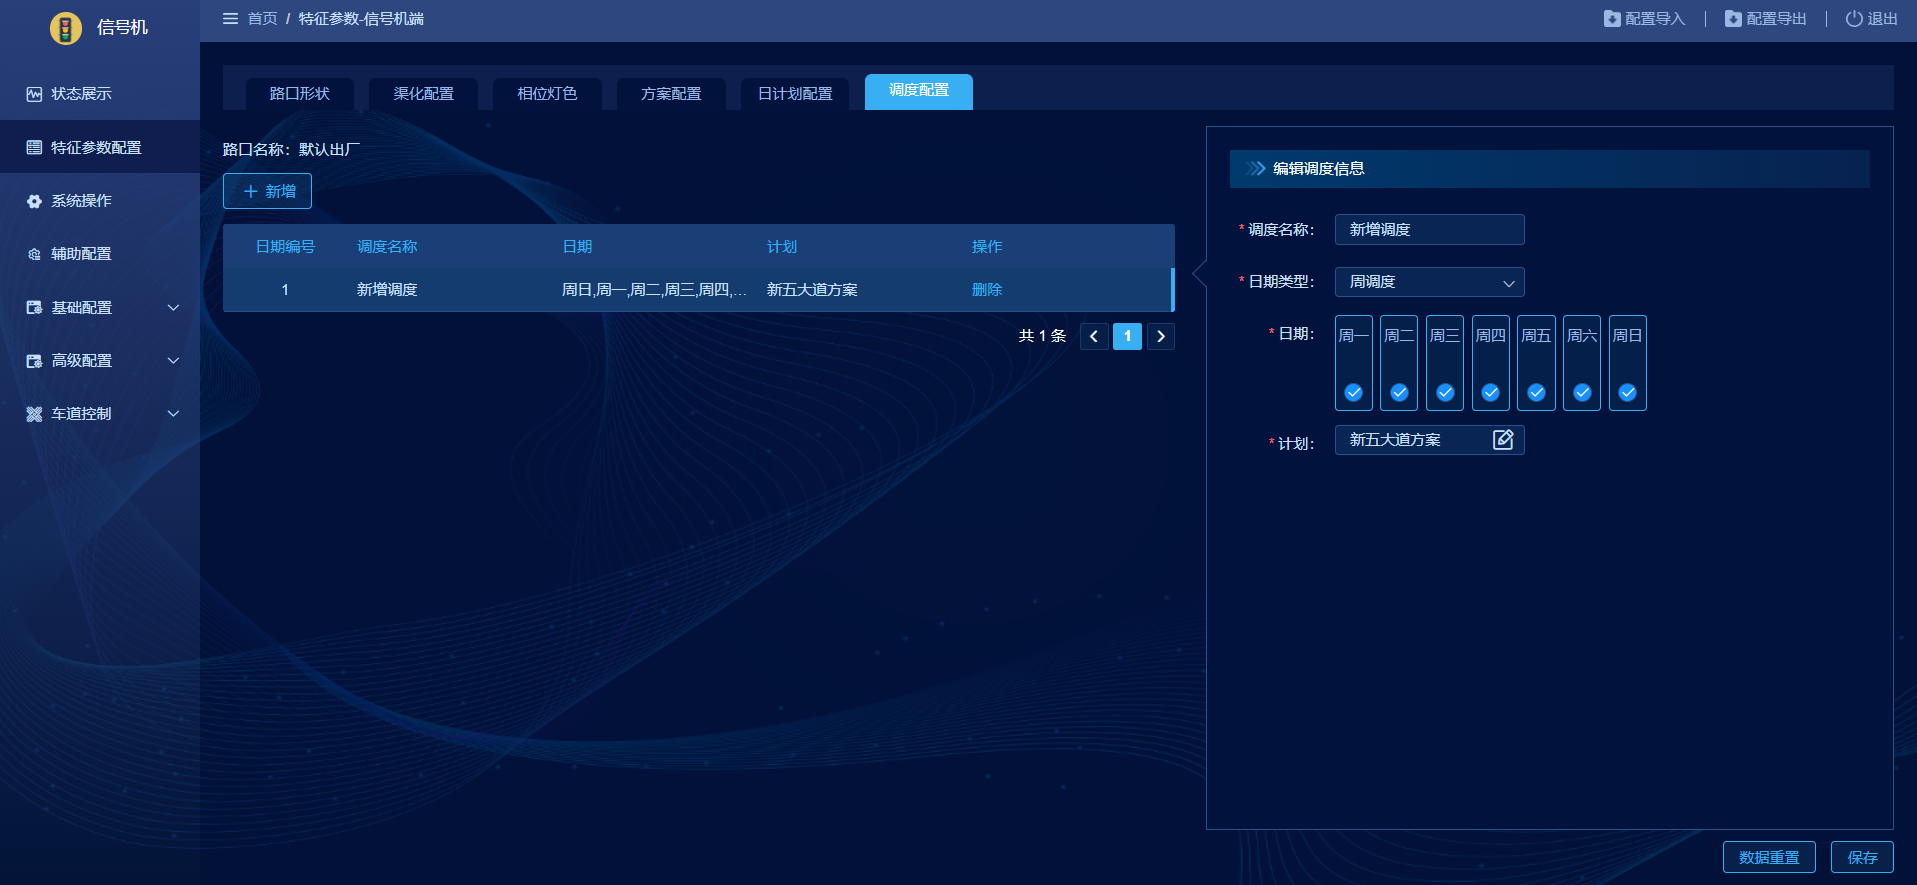 信号机
首页 / 特征参数-信号机端
配置导入 | 配置导出 | 退出
状态展示
特征参数配置
系统操作
辅助配置
基础配置
高级配置
车道控制
路口形状 渠化配置 相位灯色 方案配置 日计划配置 调度配置
路口名称：默认出厂
新增
日期编号 调度名称 日期 计划 操作
1 新增调度 周日,周一,周二,周三,周四,... 新五大道方案 删除
共 1 条 1
编辑调度信息
*调度名称： 新增调度
*日期类型： 周调度
*日期： 周一 周二 周三 周四 周五 周六 周日
*计划： 新五大道方案
数据重置 保存